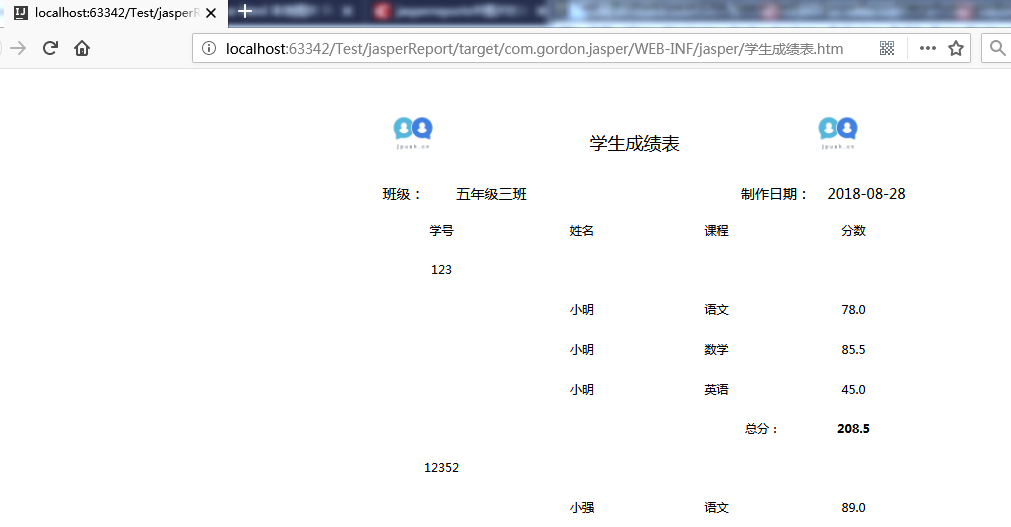 localhost:63342/Test/jasperR
localhost:63342/Test/jasperReport/target/com.gordon.jasper/WEB-INF/jasper/学生成绩表.htm
jpush.cn 学生成绩表 jpush.cn
班级： 五年级三班 制作日期： 2018-08-28
学号 姓名 课程 分数
123
小明 语文 78.0
小明 数学 85.5
小明 英语 45.0
总分： 208.5
12352
小强 语文 89.0